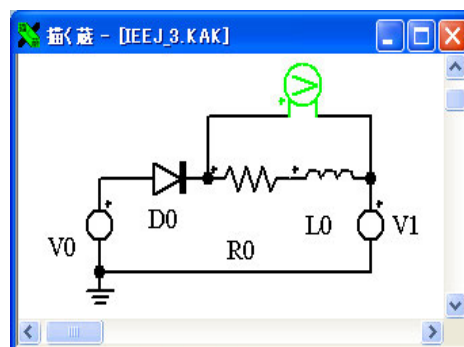 描く蔵 - [IEEJ_3.KAK]
V
D0
L0
V1
V0
R0